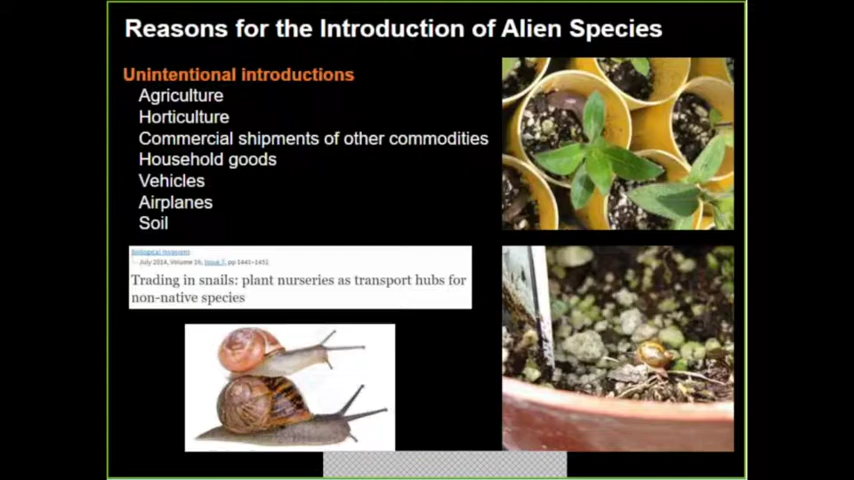 Reasons for the Introduction of Alien Species
Unintentional introductions
Agriculture
Horticulture
Commercial shipments of other commodities
Household goods
Vehicles
Airplanes
Soil
Biological Invasions
July 2014, Volume 16, Issue 7, pp 1441–1451
Trading in snails: plant nurseries as transport hubs for
non-native species